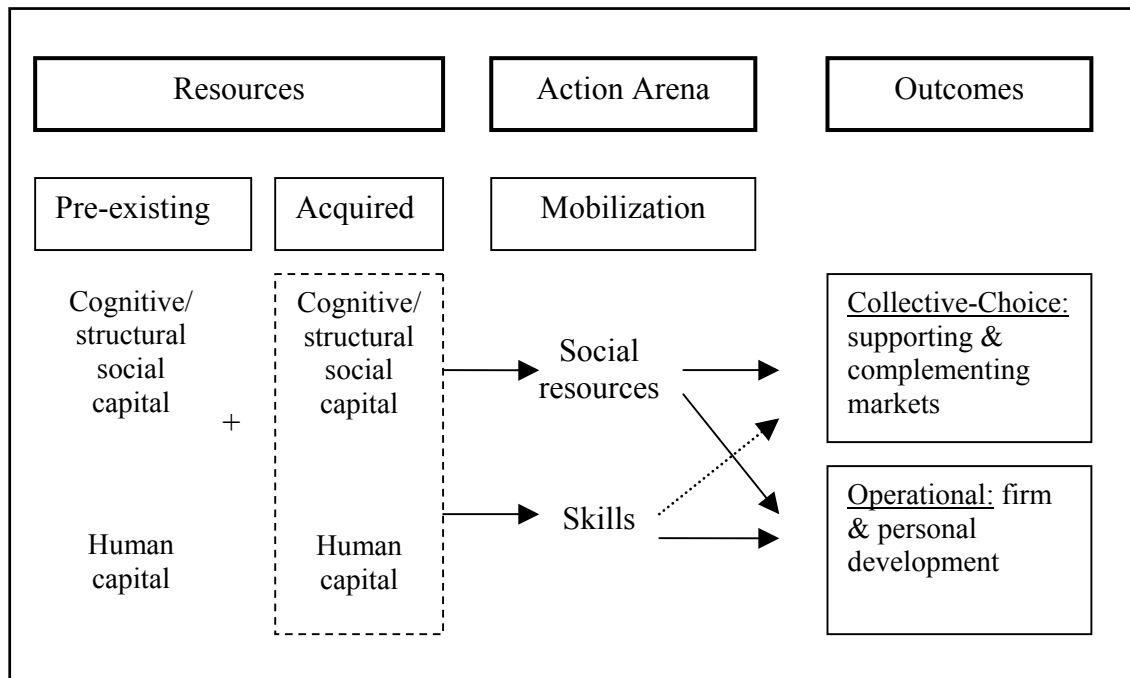 Resources
Action Arena
Outcomes
Pre-existing
Acquired
Mobilization
Cognitive/
structural
social
capital
+
Human
capital
Cognitive/
structural
social
capital
Human
capital
Social
resources
Skills
Collective-Choice:
supporting &
complementing
markets
Operational: firm
& personal
development